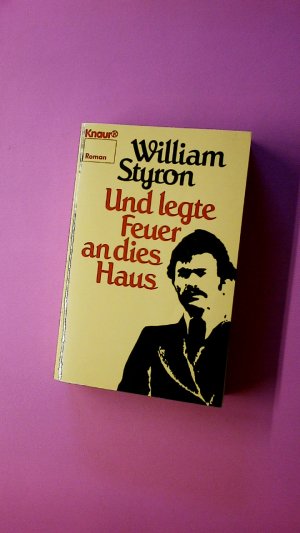 Knaur®
Roman
William
Styron
Und legte
Feuer
an dies
Haus